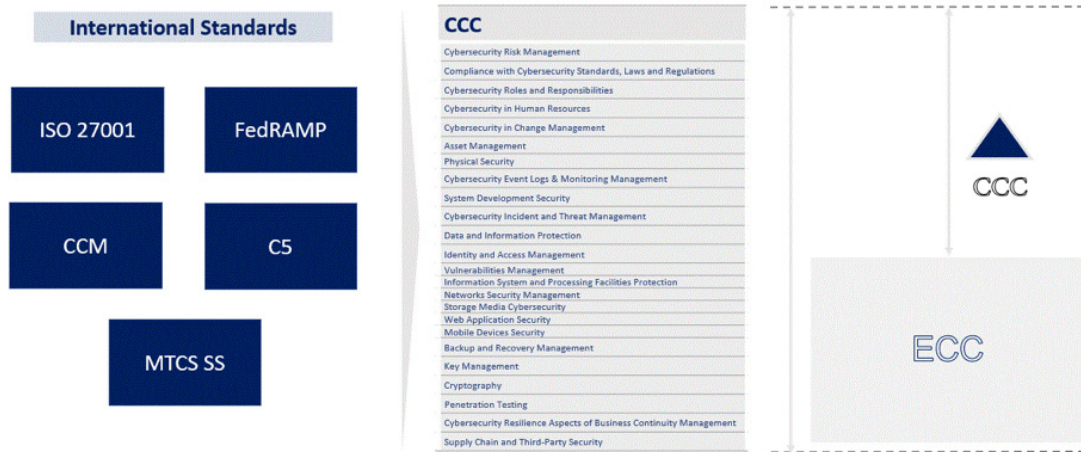 International Standards
ISO 27001
FedRAMP
CCM
C5
MTCS SS
CCC
Cybersecurity Risk Management
Compliance with Cybersecurity Standards, Laws and Regulations
Cybersecurity Roles and Responsibilities
Cybersecurity in Human Resources
Cybersecurity in Change Management
Asset Management
Physical Security
Cybersecurity Event Logs & Monitoring Management
System Development Security
Cybersecurity Incident and Threat Management
Data and Information Protection
Identity and Access Management
Vulnerabilities Management
Information System and Processing Facilities Protection
Networks Security Management
Storage Media Cybersecurity
Web Application Security
Mobile Devices Security
Backup and Recovery Management
Key Management
Cryptography
Penetration Testing
Cybersecurity Resilience Aspects of Business Continuity Management
Supply Chain and Third-Party Security
CCC
ECC